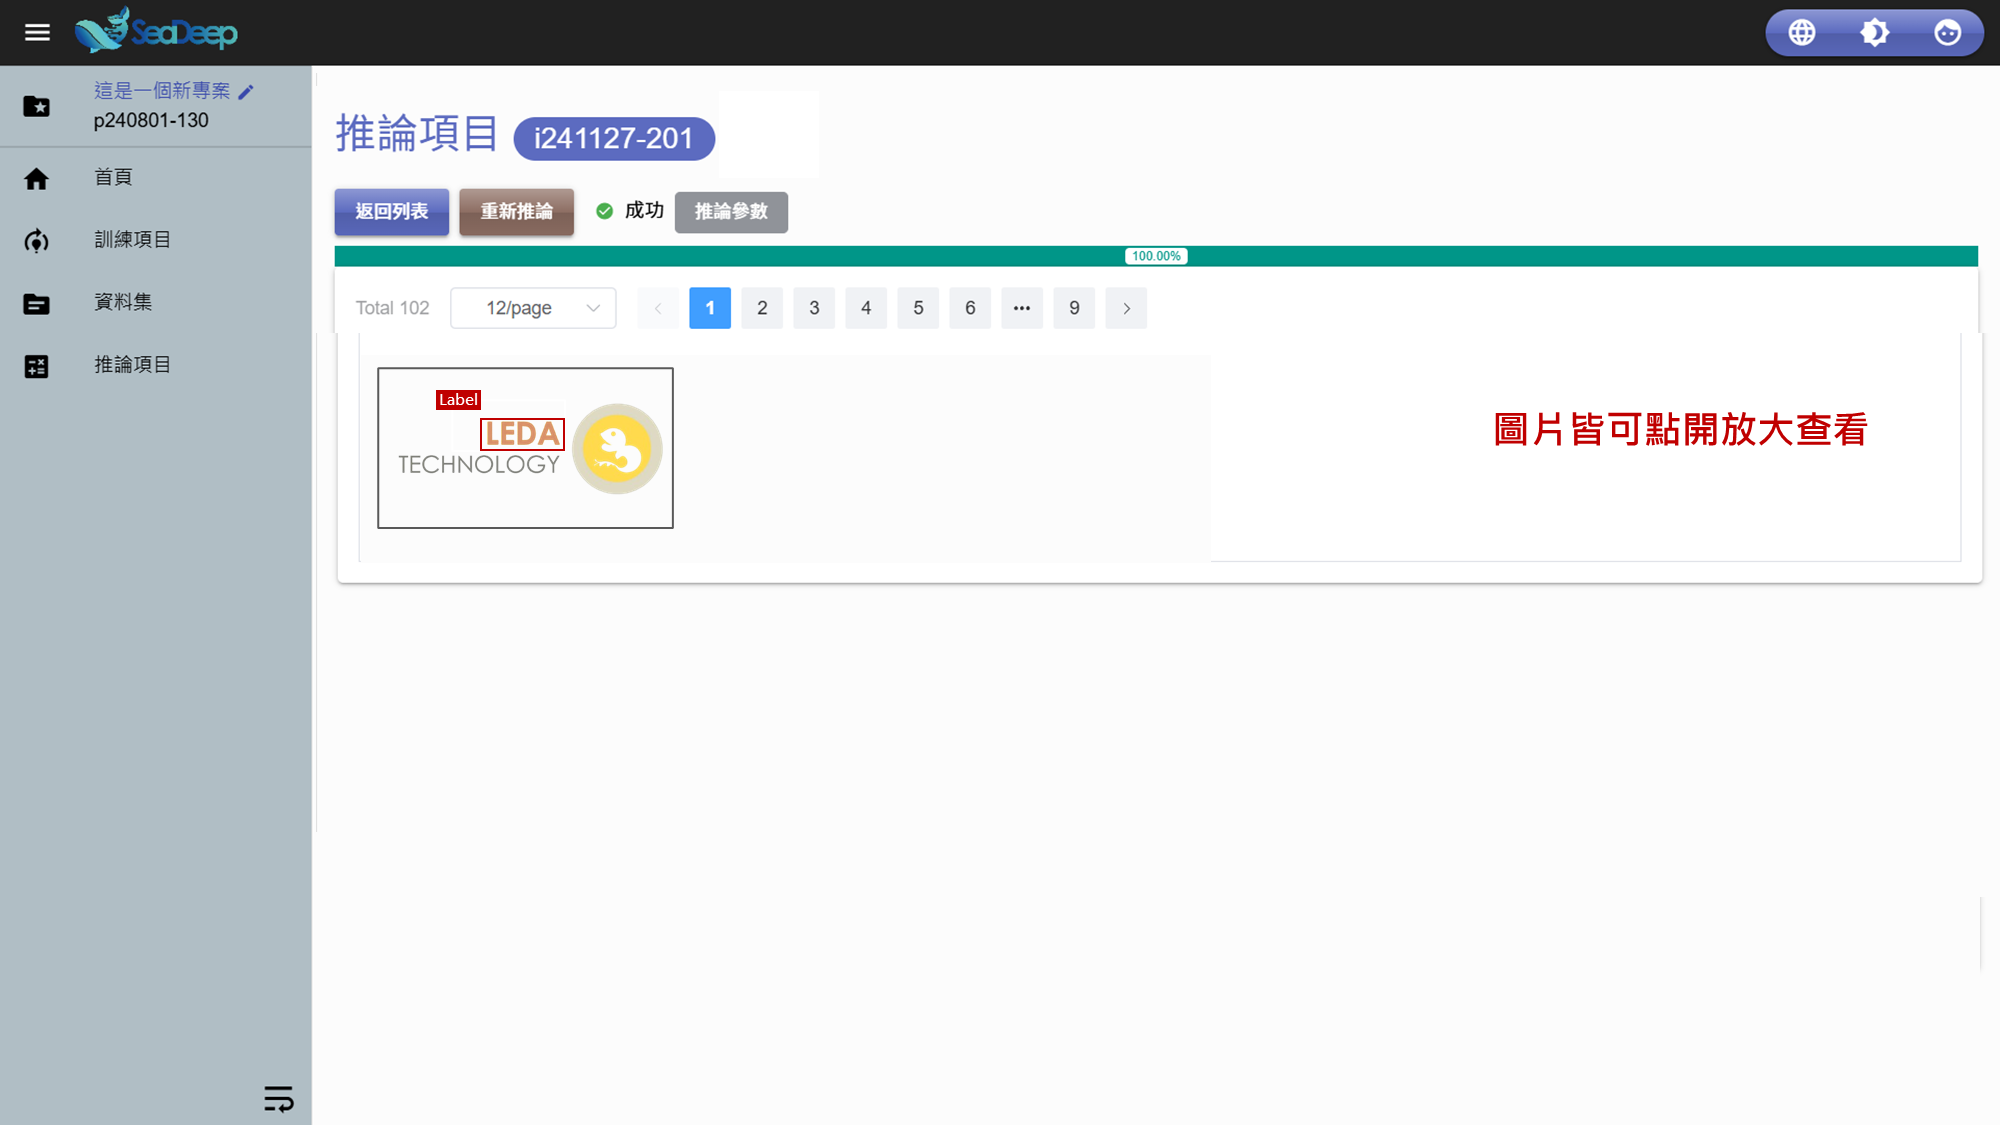 SeaDeep
這是一個新專案
p240801-130
首頁
訓練項目
資料集
推論項目
推論項目 i241127-201
返回列表 重新推論 成功 推論參數
100.00%
Total 102 12/page 1 2 3 4 5 6 ••• 9
Label
LEDA
TECHNOLOGY
圖片皆可點開放大查看